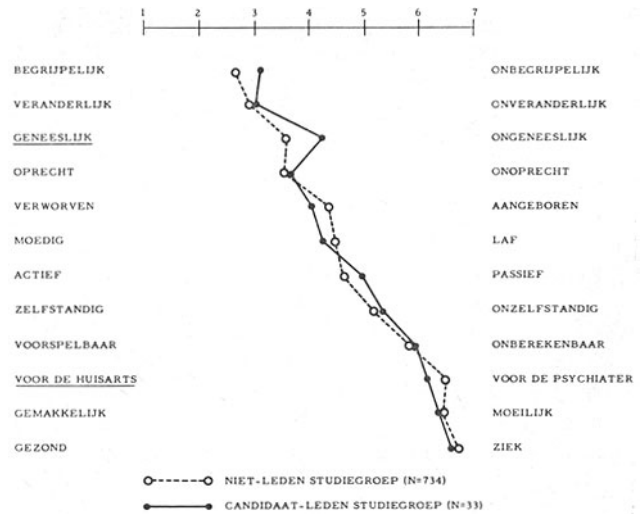 1 2 3 4 5 6 7
BEGRIJPELIJK ONBEGRIJPELIJK
VERANDERLIJK ONVERANDERLIJK
GENEESLIJK ONGENEESLIJK
OPRECHT ONOPRECHT
VERWORVEN AANGEBOREN
MOEDIG LAF
ACTIEF PASSIEF
ZELFSTANDIG ONZELFSTANDIG
VOORSPELBAAR ONBEREKENBAAR
VOOR DE HUISARTS VOOR DE PSYCHIATER
GEMAKKELIJK MOEILIJK
GEZOND ZIEK
NIET-LEDEN STUDIEGROEP (N=734)
CANDIDAAT-LEDEN STUDIEGROEP (N=33)